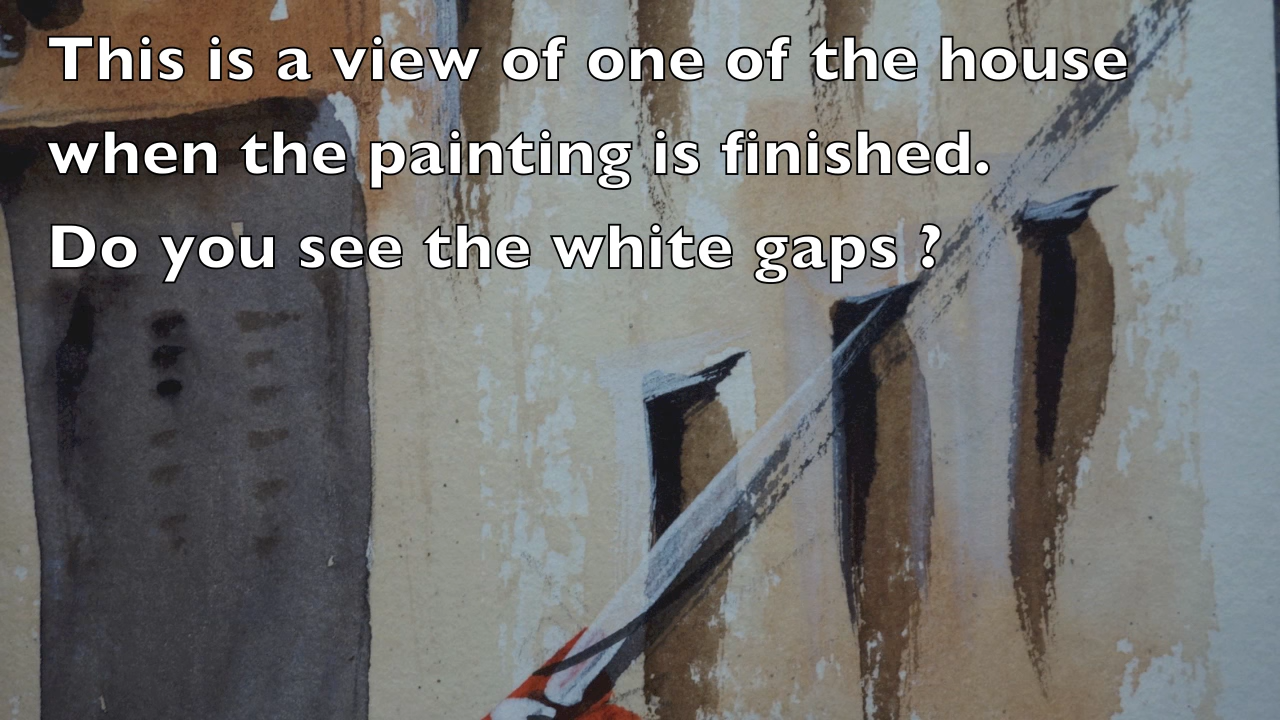 This is a view of one of the house
when the painting is finished.
Do you see the white gaps ?